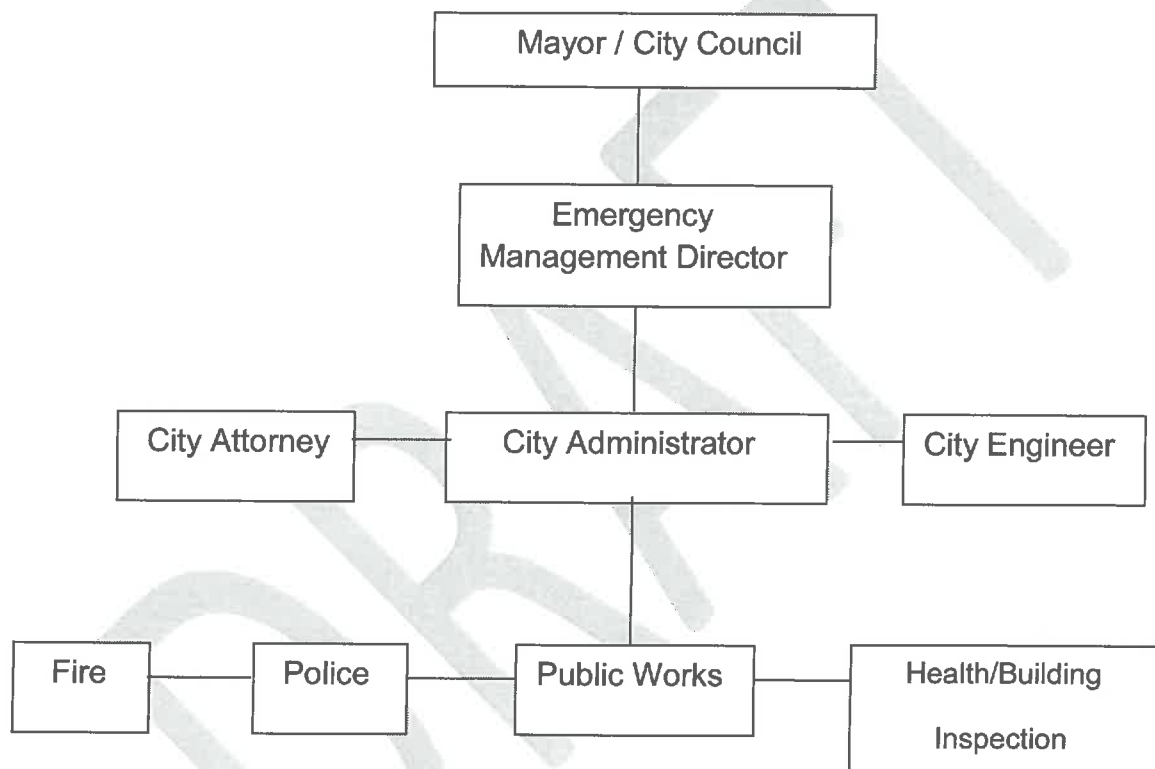 Mayor / City Council
Emergency
Management Director
City Attorney
City Administrator
City Engineer
Fire
Police
Public Works
Health/Building
Inspection
DRAFT